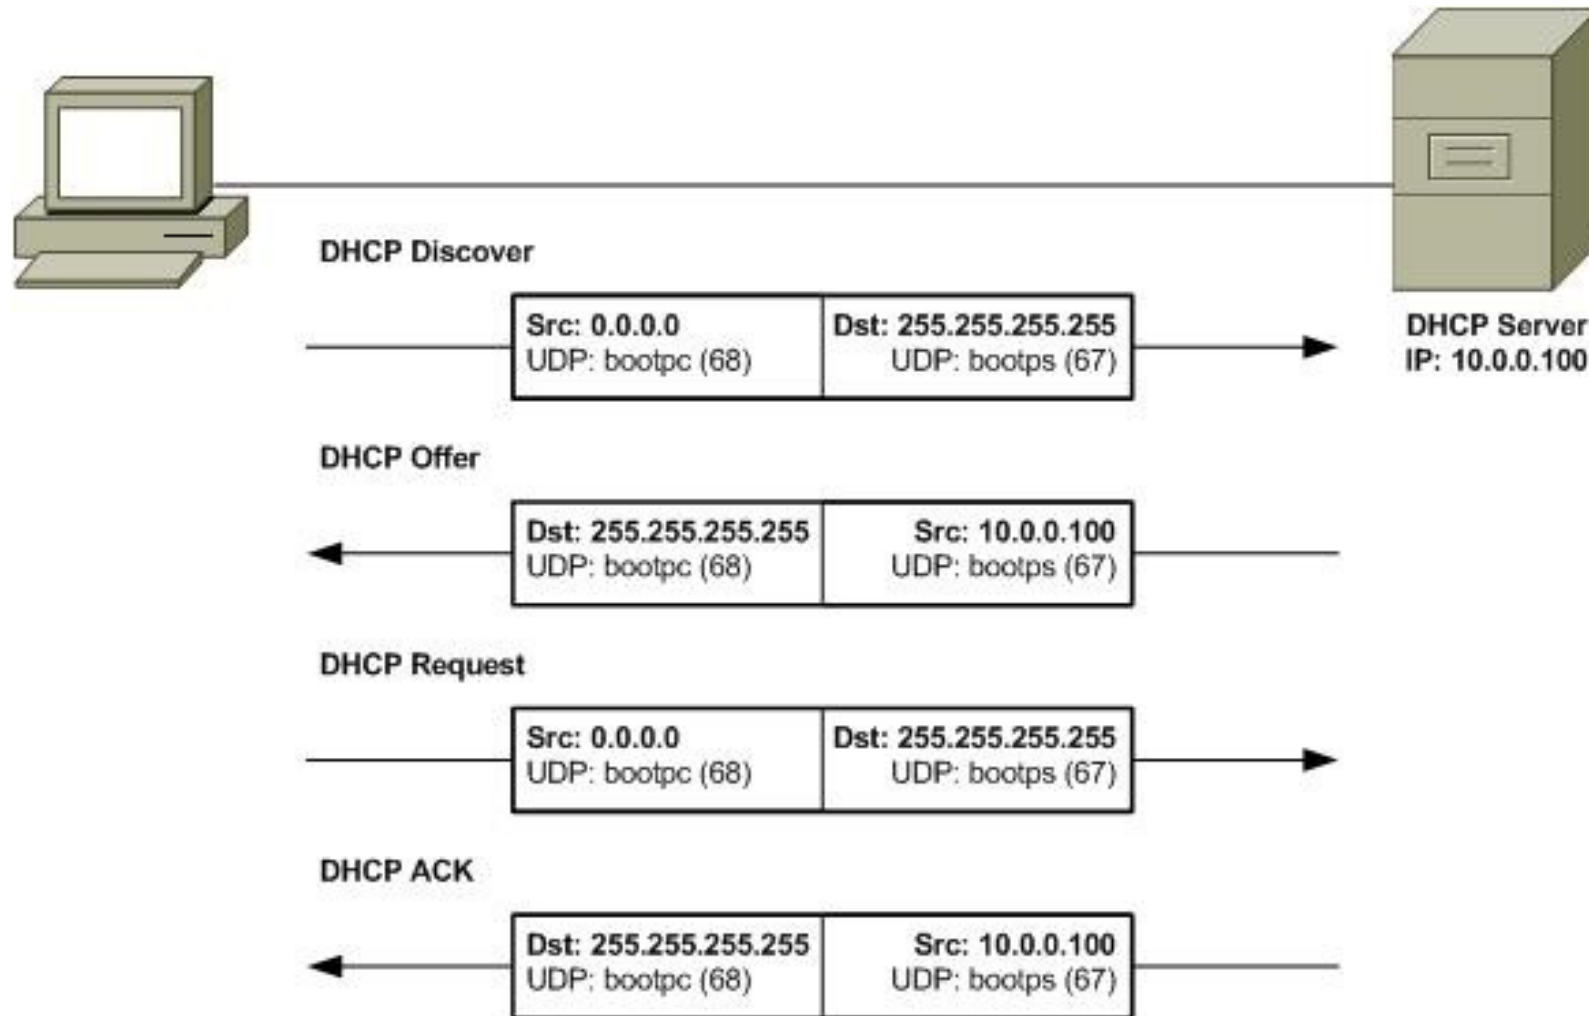 DHCP Discover
Src: 0.0.0.0
UDP: bootpc (68)
Dst: 255.255.255.255
UDP: bootps (67)
DHCP Server
IP: 10.0.0.100
DHCP Offer
Dst: 255.255.255.255
UDP: bootpc (68)
Src: 10.0.0.100
UDP: bootps (67)
DHCP Request
Src: 0.0.0.0
UDP: bootpc (68)
Dst: 255.255.255.255
UDP: bootps (67)
DHCP ACK
Dst: 255.255.255.255
UDP: bootpc (68)
Src: 10.0.0.100
UDP: bootps (67)